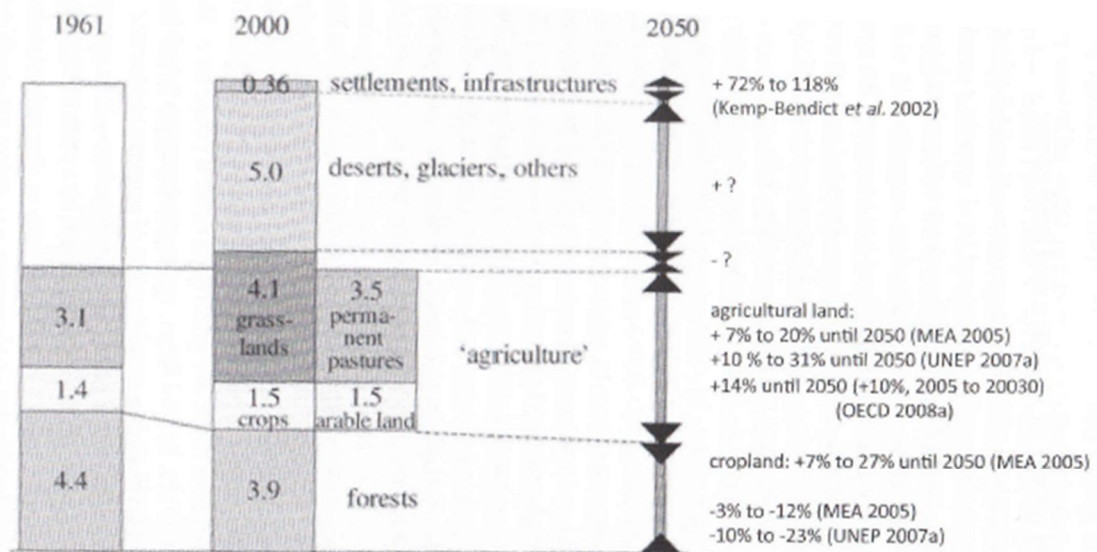 1961
2000
2050
0.36
settlements, infrastructures
+ 72% to 118%
(Kemp-Bendict et al. 2002)
5.0
deserts, glaciers, others
+ ?
- ?
3.1
4.1
grass-
lands
3.5
perma-
nent
pastures
'agriculture'
agricultural land:
+ 7% to 20% until 2050 (MEA 2005)
+10 % to 31% until 2050 (UNEP 2007a)
+14% until 2050 (+10%, 2005 to 20030)
(OECD 2008a)
1.4
1.5
crops
1.5
arable land
cropland: +7% to 27% until 2050 (MEA 2005)
4.4
3.9
forests
-3% to -12% (MEA 2005)
-10% to -23% (UNEP 2007a)